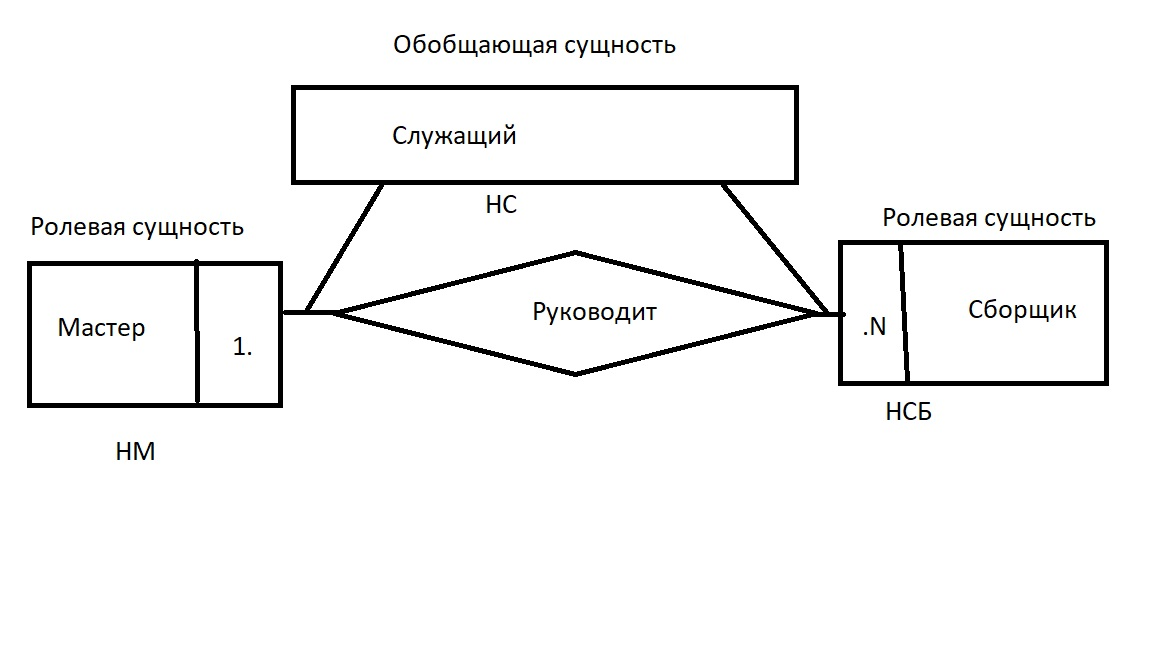 Обобщающая сущность
Служащий
НС
Ролевая сущность
Ролевая сущность
Мастер
1.
Руководит
.N
Сборщик
НСБ
НМ